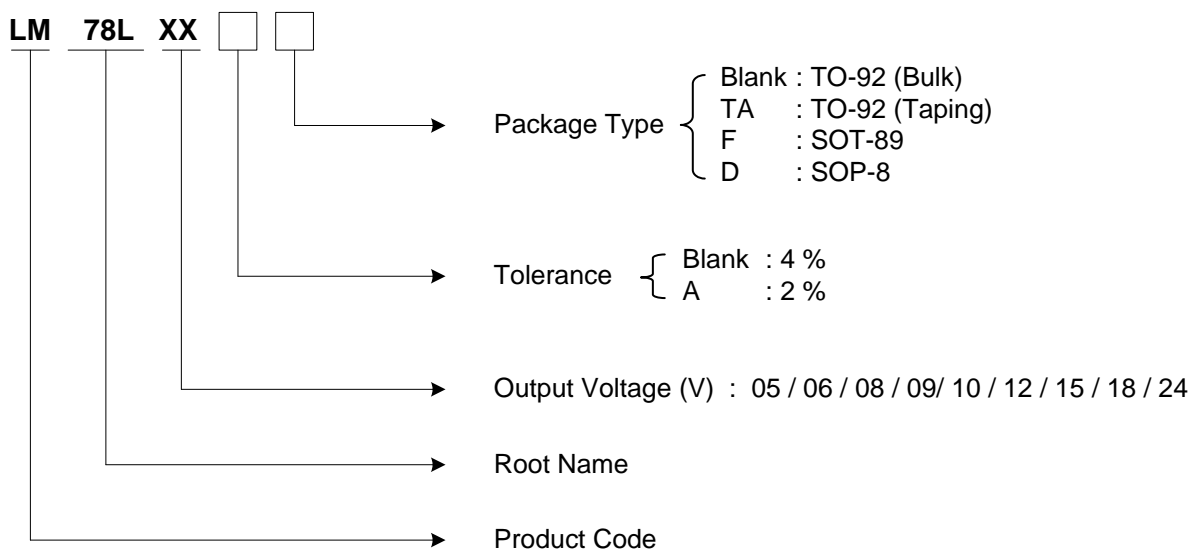 LM 78L XX
Package Type
Blank : TO-92 (Bulk)
TA : TO-92 (Taping)
F : SOT-89
D : SOP-8
Tolerance
Blank : 4 %
A : 2 %
Output Voltage (V) : 05 / 06 / 08 / 09/ 10 / 12 / 15 / 18 / 24
Root Name
Product Code